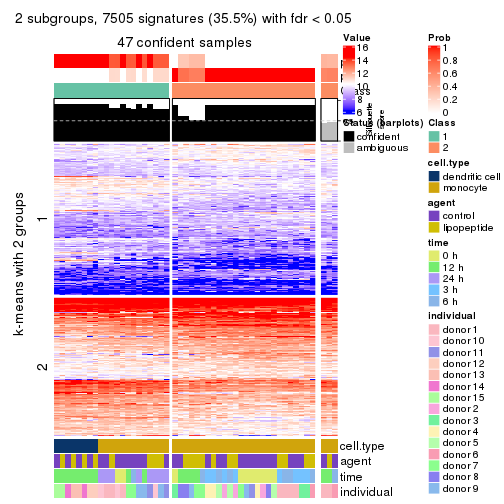 2 subgroups, 7505 signatures (35.5%) with fdr < 0.05
47 confident samples
k-means with 2 groups
1
2
Class
Silhouette
score
cell.type
agent
time
individual
Value
16
14
12
10
8
6
Status (barplots)
confident
ambiguous
Prob
1
0.8
0.6
0.4
0.2
0
Class
1
2
cell.type
dendritic cell
monocyte
agent
control
lipopeptide
time
0 h
12 h
24 h
3 h
6 h
individual
donor 1
donor 10
donor 11
donor 12
donor 13
donor 14
donor 15
donor 2
donor 3
donor 4
donor 5
donor 6
donor 7
donor 8
donor 9